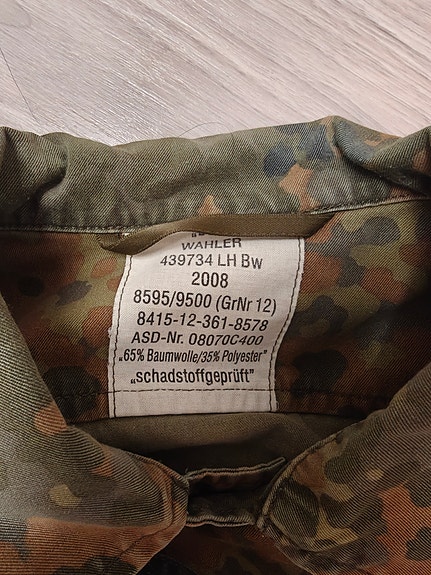 WAHLER
439734 LH Bw
2008
8595/9500 (GrNr 12)
8415-12-361-8578
ASD-Nr. 08070C400
„65% Baumwolle/35% Polyester"
„schadstoffgeprüft"